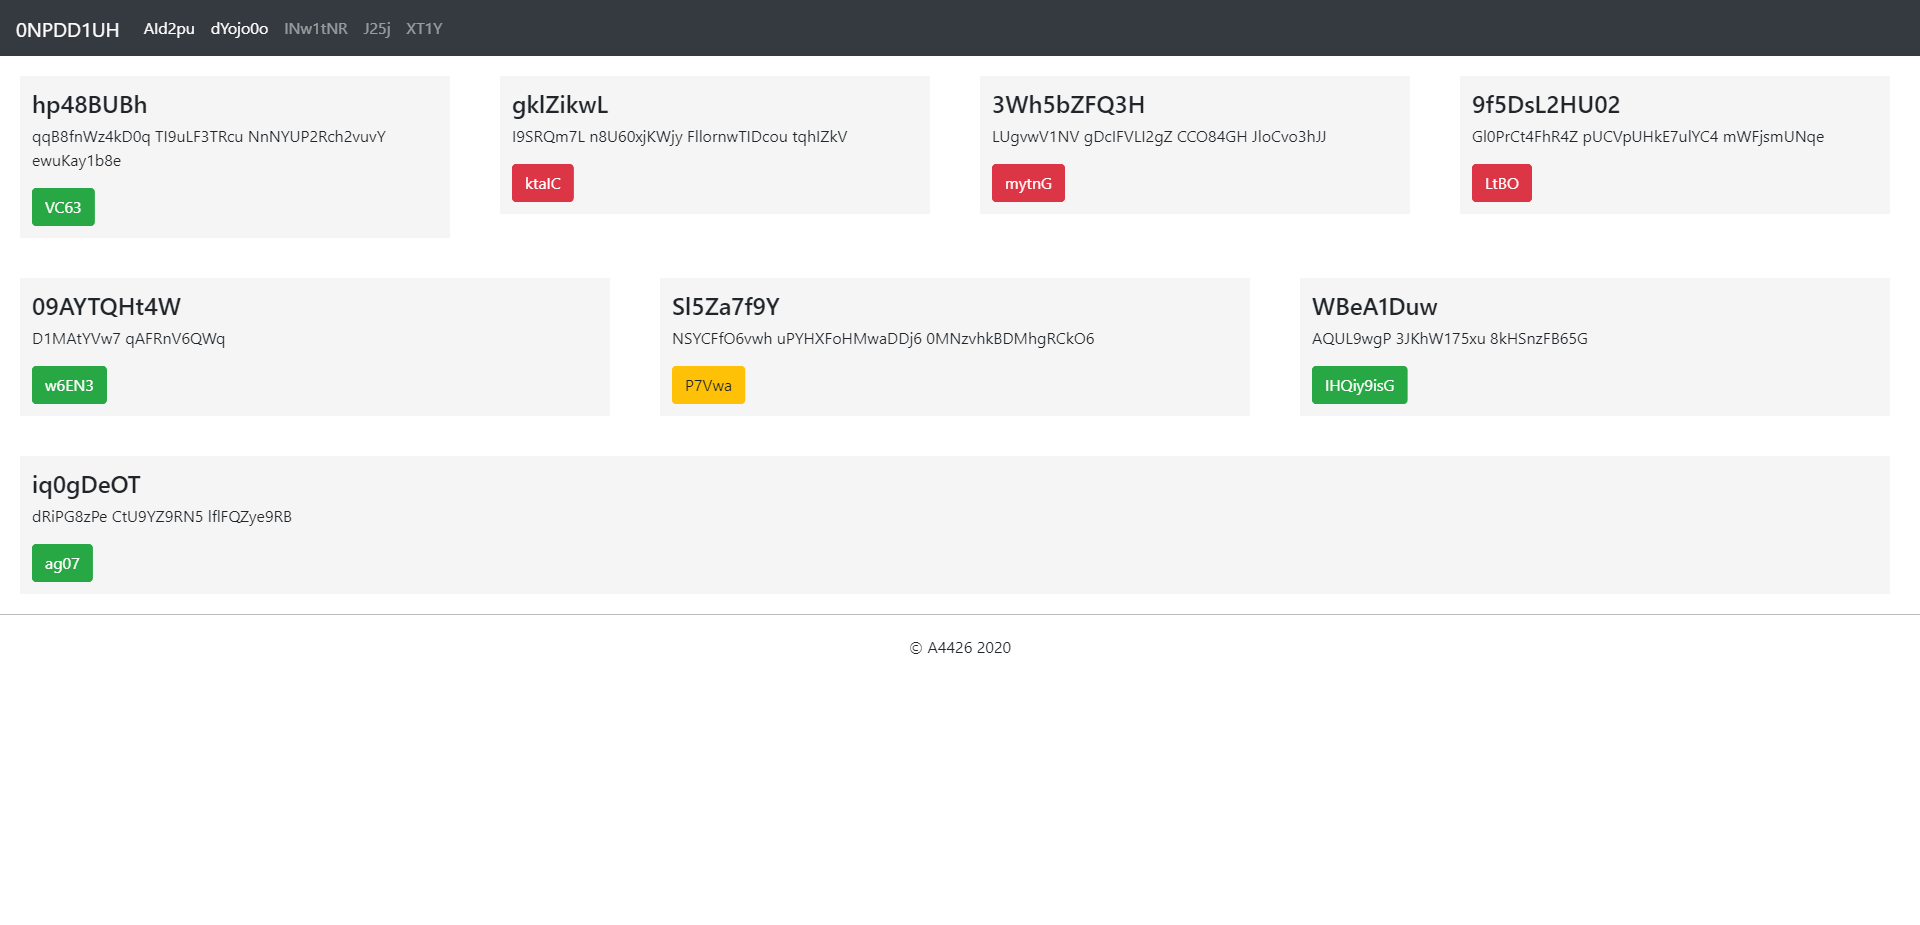 0NPDD1UH AId2pu dYojo0o INw1tNR J25j XT1Y
hp48BUBh
qqB8fnWz4kD0q TI9uLF3TRcu NnNYUP2Rch2vuvY
ewuKay1b8e
VC63
gklZikwL
I9SRQm7L n8U60xjKWjy FllornwTIDcou tqhIZkV
ktaIC
3Wh5bZFQ3H
LUgvwV1NV gDcIFVLI2gZ CCO84GH JloCvo3hJJ
mytnG
9f5DsL2HU02
Gl0PrCt4FhR4Z pUCVpUHkE7ulYC4 mWFjsmUNqe
LtBO
09AYTQHt4W
D1MAtYVw7 qAFRnV6QWq
w6EN3
Sl5Za7f9Y
NSYCFfO6vwh uPYHXFoHMwaDDj6 0MNzvhkBDMhgRCkO6
P7Vwa
WBeA1Duw
AQUL9wgP 3JKhW175xu 8kHSnzFB65G
IHQiy9isG
iq0gDeOT
dRiPG8zPe CtU9YZ9RN5 lflFQZye9RB
ag07
© A4426 2020